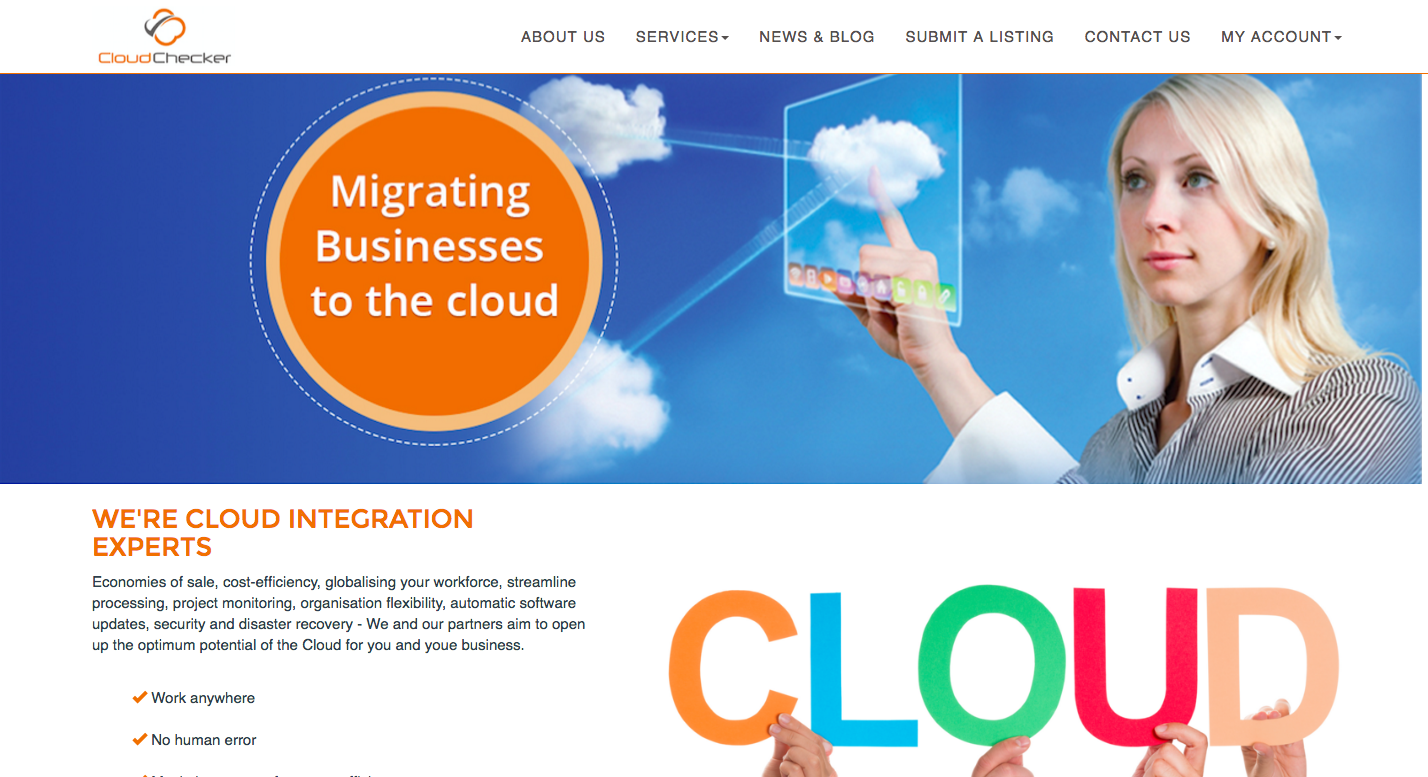 CloudChecker
ABOUT US
SERVICES
NEWS & BLOG
SUBMIT A LISTING
CONTACT US
MY ACCOUNT
Migrating
Businesses
to the cloud
WE'RE CLOUD INTEGRATION
EXPERTS
Economies of sale, cost-efficiency, globalising your workforce, streamline
processing, project monitoring, organisation flexibility, automatic software
updates, security and disaster recovery - We and our partners aim to open
up the optimum potential of the Cloud for you and youe business.
CLOUD
Work anywhere
No human error